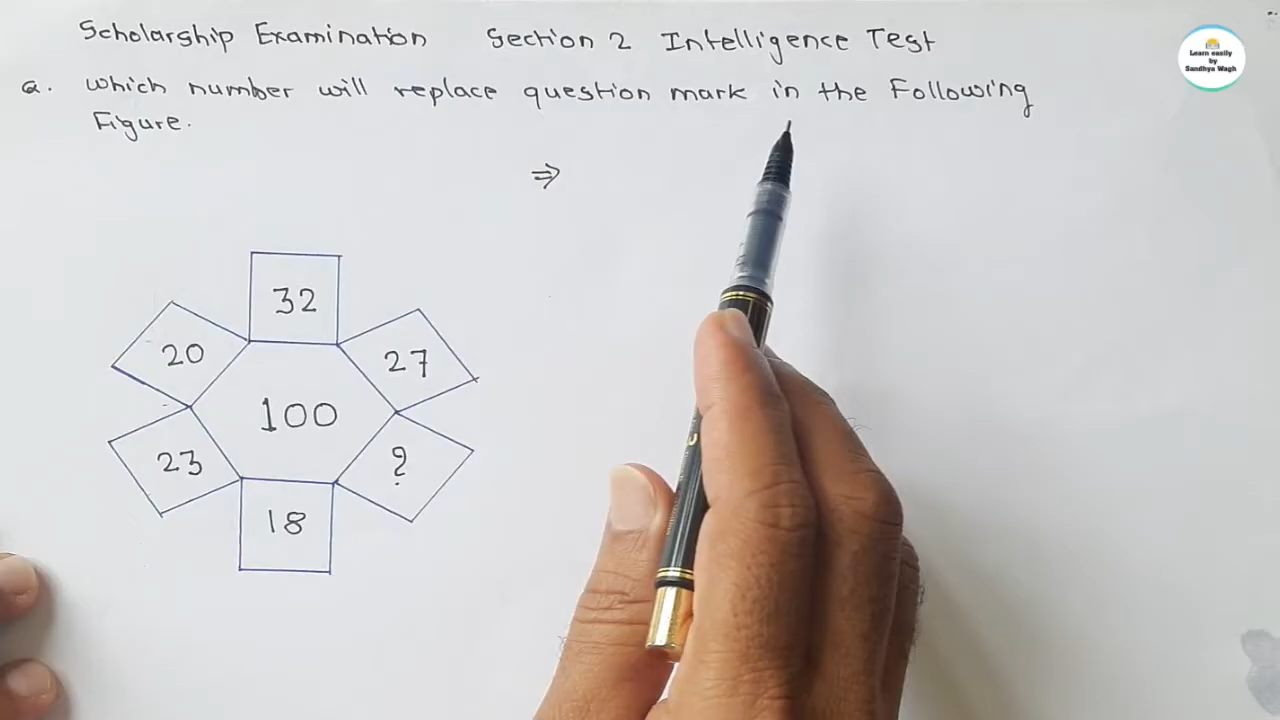 Scholarship Examination Section 2 Intelligence Test
Q. Which number will replace question mark in the Following
Figure.
⇒
32
20
27
100
23
?
18
Learn easily
by
Sandhya Wagh